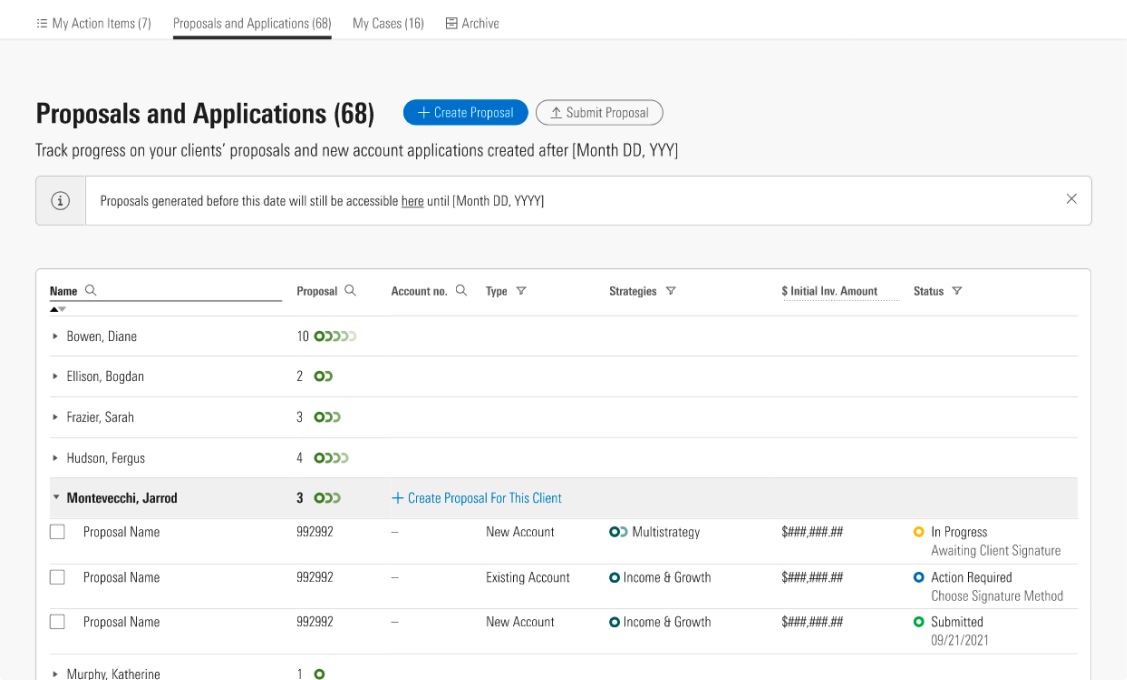 My Action Items (7) Proposals and Applications (68) My Cases (16) Archive
Proposals and Applications (68) + Create Proposal Submit Proposal
Track progress on your clients' proposals and new account applications created after [Month DD, YYY]
Proposals generated before this date will still be accessible here until [Month DD, YYYY]
Name Proposal Account no. Type Strategies $ Initial Inv. Amount Status
Bowen, Diane 10
Ellison, Bogdan 2
Frazier, Sarah 3
Hudson, Fergus 4
Montevecchi, Jarrod 3 + Create Proposal For This Client
Proposal Name 992992 – New Account Multistrategy $###,###.## In Progress
Awaiting Client Signature
Proposal Name 992992 – Existing Account Income & Growth $###,###.## Action Required
Choose Signature Method
Proposal Name 992992 – New Account Income & Growth $###,###.## Submitted
09/21/2021
Murphy, Katherine 1